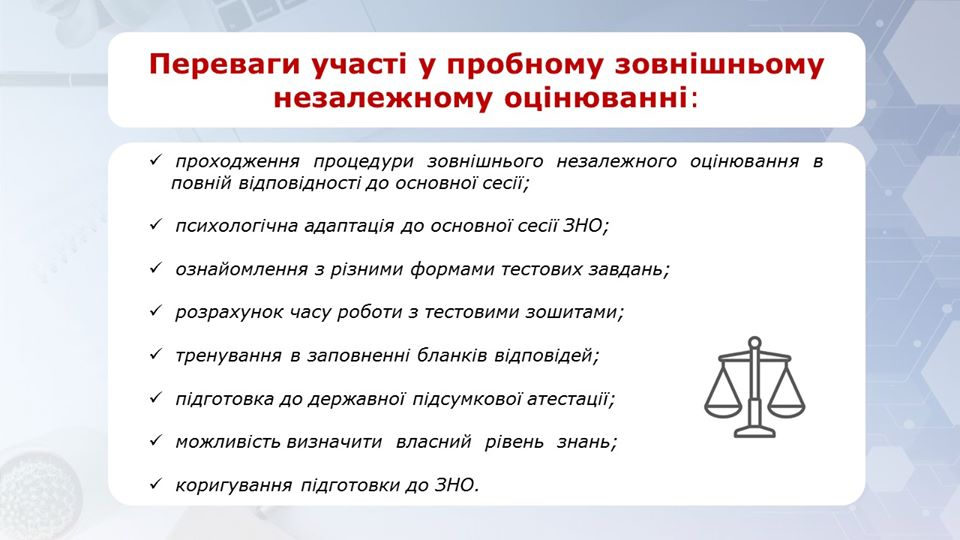 Переваги участі у пробному зовнішньому
незалежному оцінюванні:
✓ проходження процедури зовнішнього незалежного оцінювання в
повній відповідності до основної сесії;
✓ психологічна адаптація до основної сесії ЗНО;
✓ ознайомлення з різними формами тестових завдань;
✓ розрахунок часу роботи з тестовими зошитами;
✓ тренування в заповненні бланків відповідей;
✓ підготовка до державної підсумкової атестації;
✓ можливість визначити власний рівень знань;
✓ коригування підготовки до ЗНО.